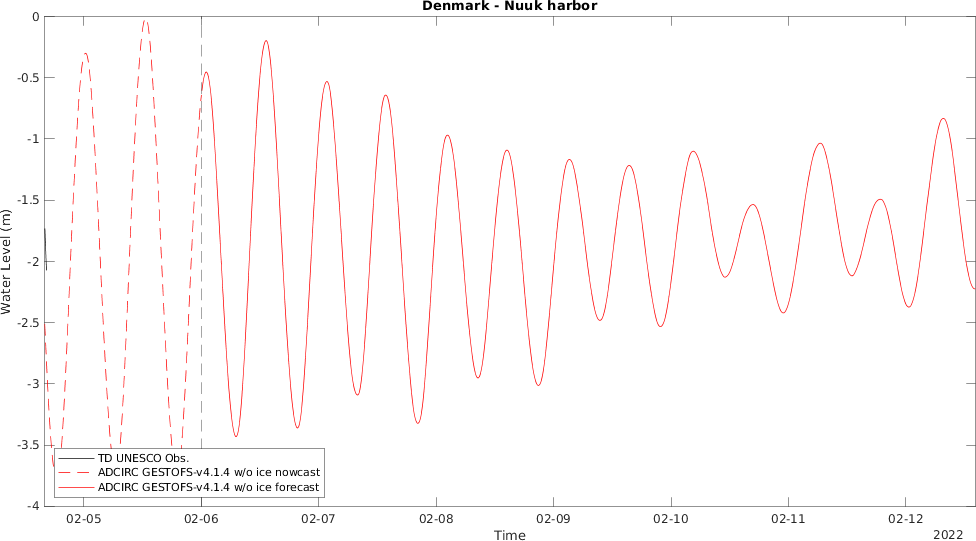 Denmark - Nuuk harbor
0
-0.5
-1
-1.5
-2
-2.5
-3
-3.5
-4
Water Level (m)
TD UNESCO Obs.
ADCIRC GESTOFS-v4.1.4 w/o ice nowcast
ADCIRC GESTOFS-v4.1.4 w/o ice forecast
02-05 02-06 02-07 02-08 02-09 02-10 02-11 02-12
Time
2022